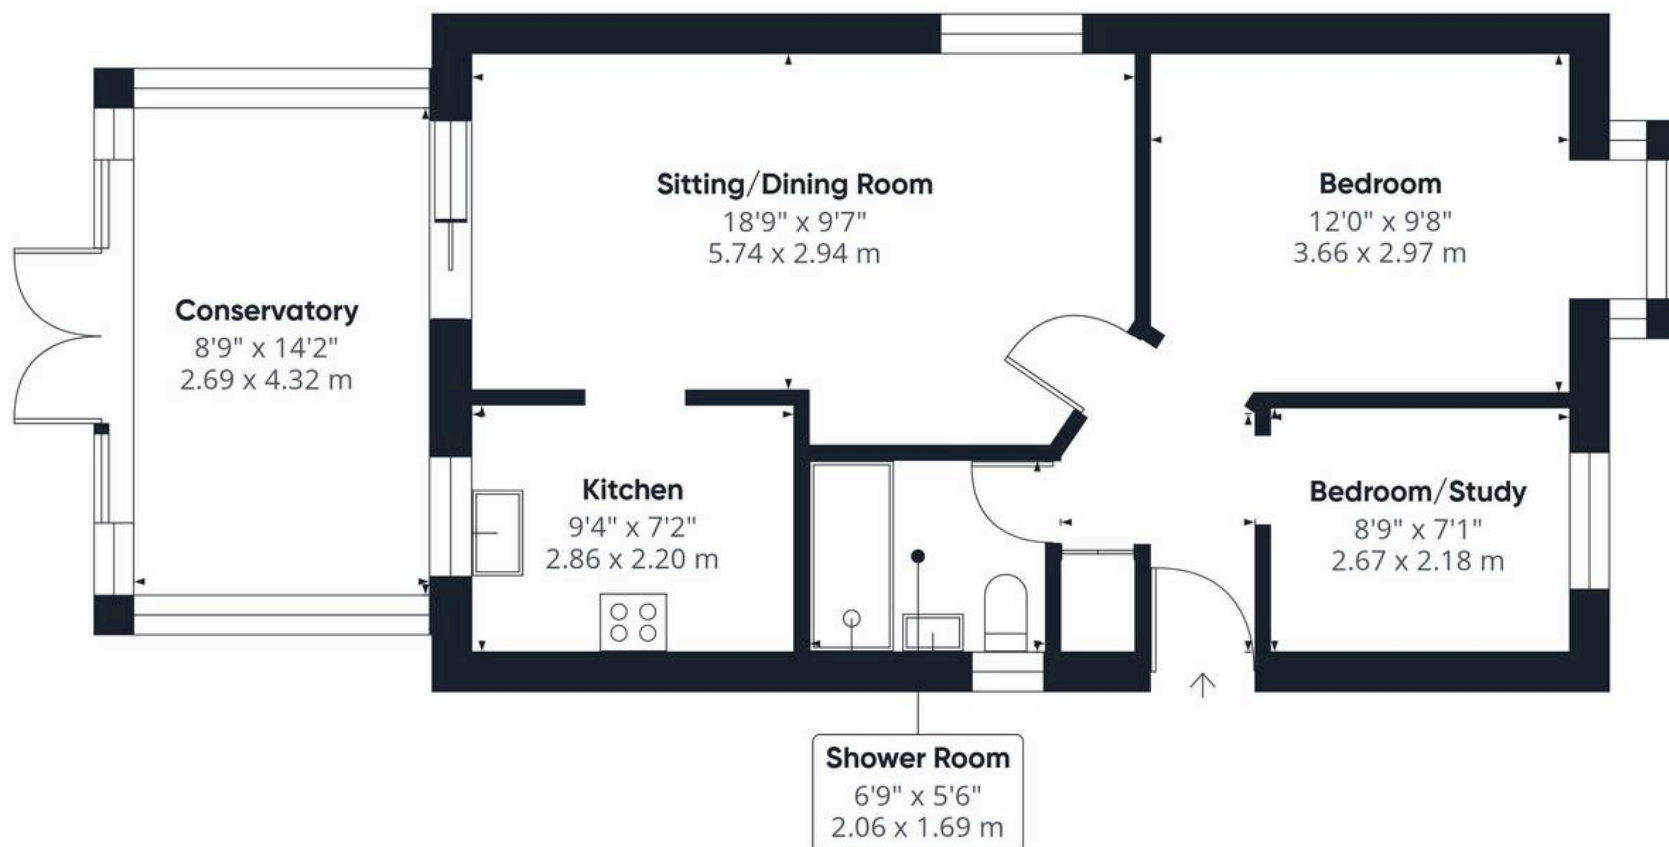 Sitting/Dining Room
18'9" x 9'7"
5.74 x 2.94 m
Bedroom
12'0" x 9'8"
3.66 x 2.97 m
Conservatory
8'9" x 14'2"
2.69 x 4.32 m
Kitchen
9'4" x 7'2"
2.86 x 2.20 m
Bedroom/Study
8'9" x 7'1"
2.67 x 2.18 m
Shower Room
6'9" x 5'6"
2.06 x 1.69 m